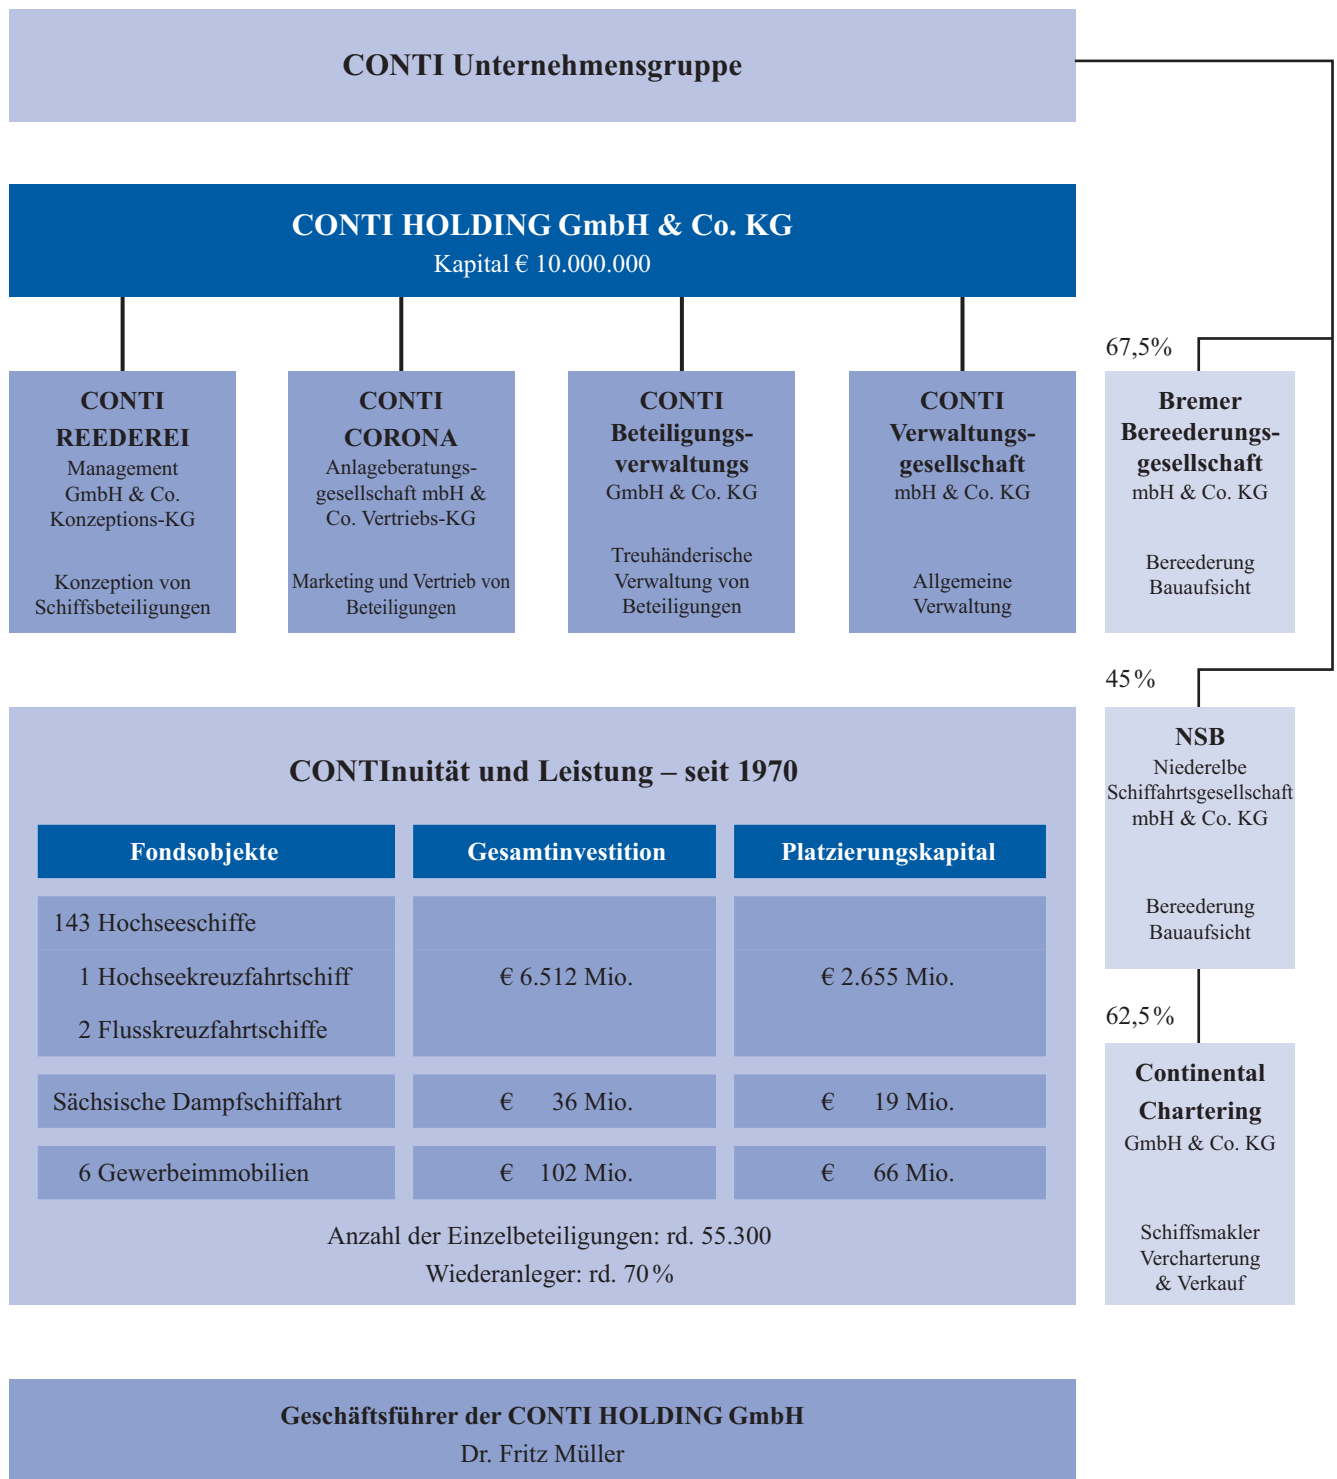 CONTI Unternehmensgruppe
CONTI HOLDING GmbH & Co. KG
Kapital € 10.000.000
CONTI
REEDEREI
Management
GmbH & Co.
Konzeptions-KG
Konzeption von
Schiffsbeteiligungen
CONTI
CORONA
Anlageberatungs-
gesellschaft mbH &
Co. Vertriebs-KG
Marketing und Vertrieb von
Beteiligungen
CONTI
Beteiligungs-
verwaltungs
GmbH & Co. KG
Treuhänderische
Verwaltung von
Beteiligungen
CONTI
Verwaltungs-
gesellschaft
mbH & Co. KG
Allgemeine
Verwaltung
67,5%
Bremer
Bereederungs-
gesellschaft
mbH & Co. KG
Bereederung
Bauaufsicht
45%
NSB
Niederelbe
Schiffahrtsgesellschaft
mbH & Co. KG
Bereederung
Bauaufsicht
62,5%
Continental
Chartering
GmbH & Co. KG
Schiffsmakler
Vercharterung
& Verkauf
CONTInuität und Leistung – seit 1970
Fondsobjekte Gesamtinvestition Platzierungskapital
143 Hochseeschiffe
1 Hochseekreuzfahrtschiff € 6.512 Mio. € 2.655 Mio.
2 Flusskreuzfahrtschiffe
Sächsische Dampfschiffahrt € 36 Mio. € 19 Mio.
6 Gewerbeimmobilien € 102 Mio. € 66 Mio.
Anzahl der Einzelbeteiligungen: rd. 55.300
Wiederanleger: rd. 70%
Geschäftsführer der CONTI HOLDING GmbH
Dr. Fritz Müller